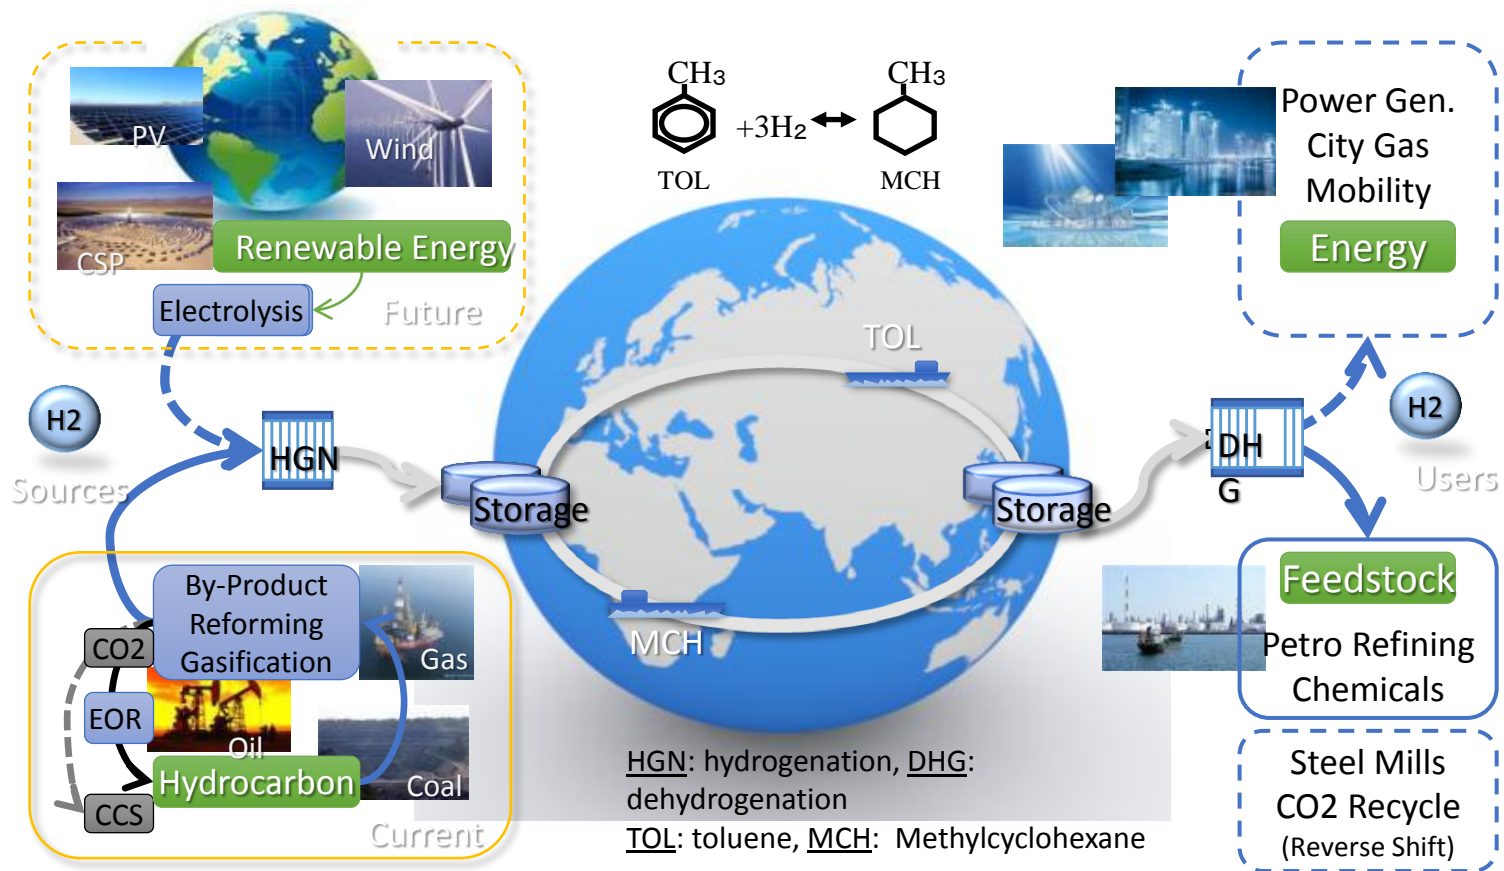 PV
Wind
CSP
Renewable Energy
Electrolysis
Future
CH3
+3H2
CH3
TOL
MCH
Power Gen.
City Gas
Mobility
Energy
H2
Sources
HGN
Storage
TOL
MCH
Storage
DH
G
H2
Users
By-Product
Reforming
Gasification
CO2
EOR
CCS
Gas
Oil
Coal
Hydrocarbon
Current
Feedstock
Petro Refining
Chemicals
Steel Mills
CO2 Recycle
(Reverse Shift)
HGN: hydrogenation, DHG:
dehydrogenation
TOL: toluene, MCH: Methylcyclohexane